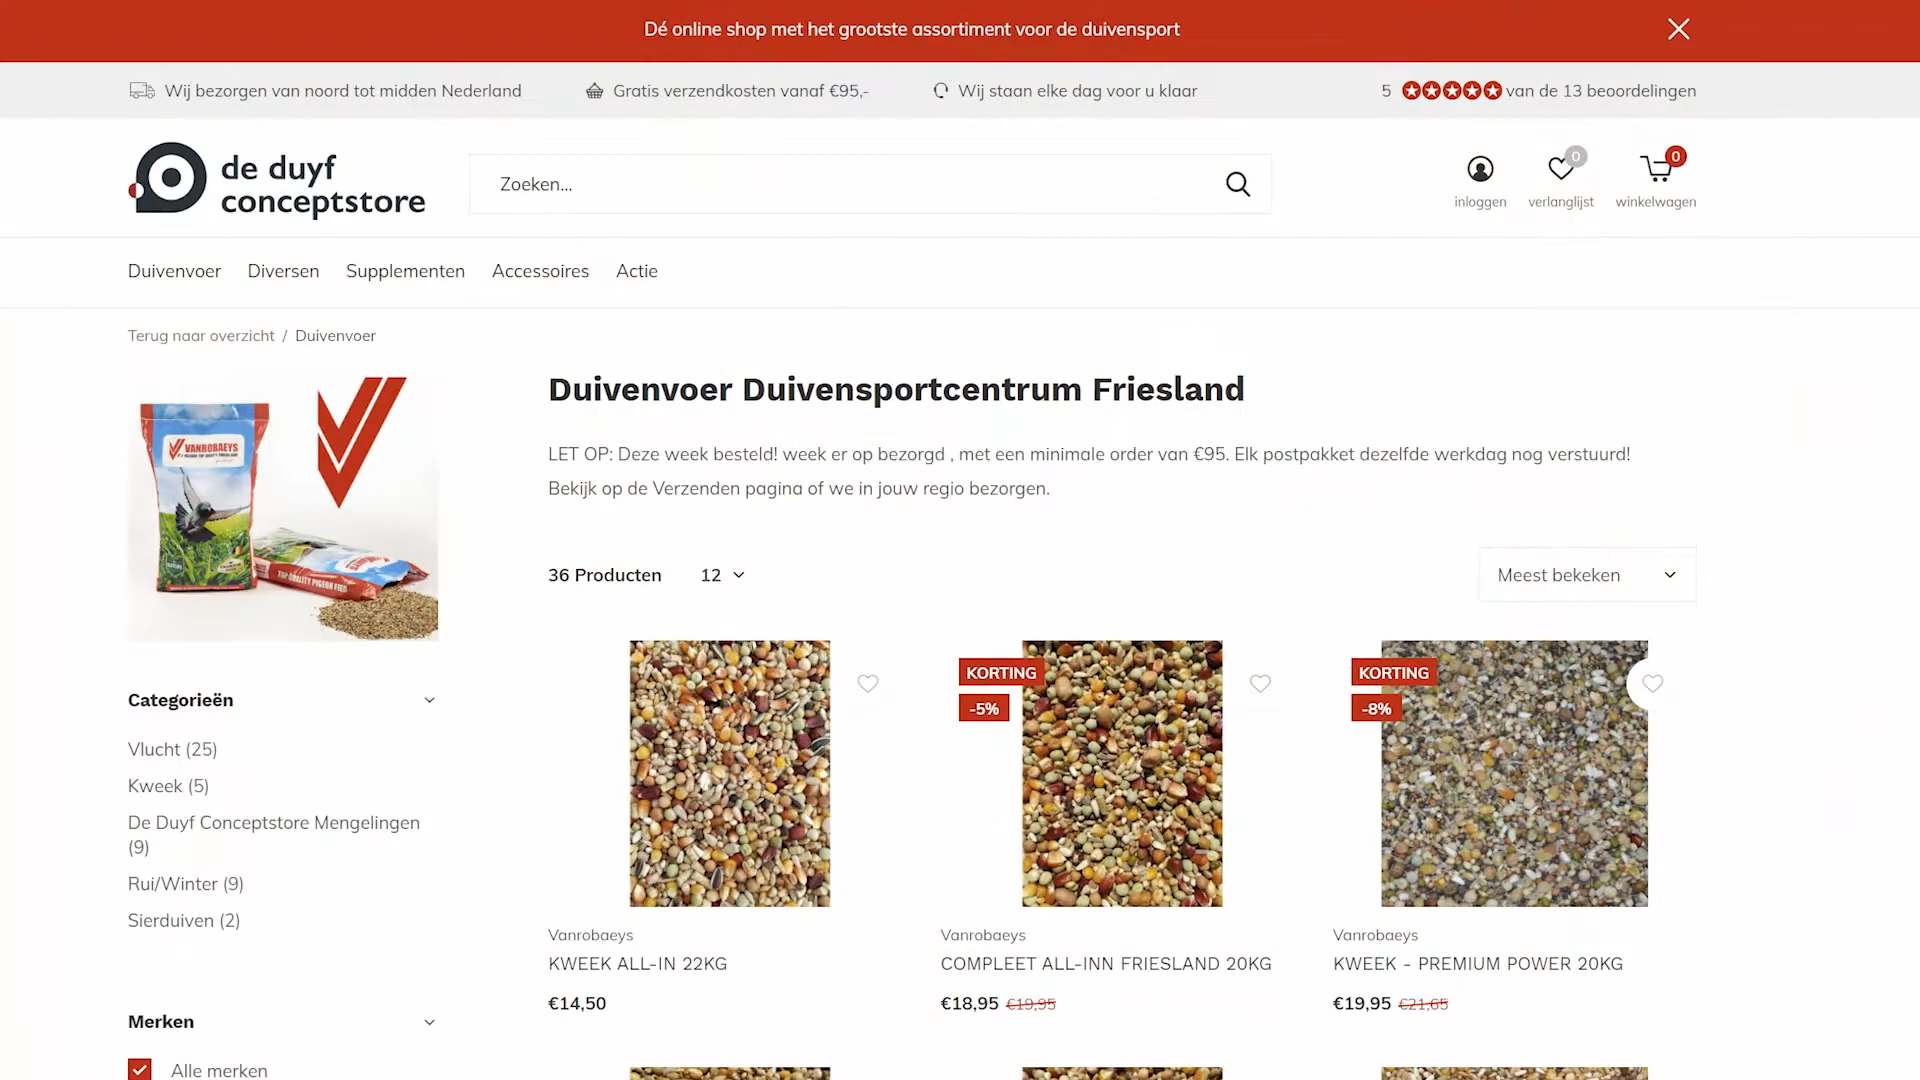 Dé online shop met het grootste assortiment voor de duivensport
Wij bezorgen van noord tot midden Nederland
Gratis verzendkosten vanaf €95,-
Wij staan elke dag voor u klaar
5 van de 13 beoordelingen
de duyf
conceptstore
Zoeken...
inloggen
0
verlanglijst
0
winkelwagen
Duivenvoer Diversen Supplementen Accessoires Actie
Terug naar overzicht / Duivenvoer
VANROBAEYS
TOP QUALITY PIGEON FEED
Duivenvoer Duivensportcentrum Friesland
LET OP: Deze week besteld! week er op bezorgd , met een minimale order van €95. Elk postpakket dezelfde werkdag nog verstuurd!
Bekijk op de Verzenden pagina of we in jouw regio bezorgen.
36 Producten 12
Meest bekeken
Categorieën
Vlucht (25)
Kweek (5)
De Duyf Conceptstore Mengelingen
(9)
Rui/Winter (9)
Sierduiven (2)
Merken
Alle merken
Vanrobaeys
KWEEK ALL-IN 22KG
€14,50
KORTING
-5%
Vanrobaeys
COMPLEET ALL-INN FRIESLAND 20KG
€18,95 €19,95
KORTING
-8%
Vanrobaeys
KWEEK - PREMIUM POWER 20KG
€19,95 €21,65